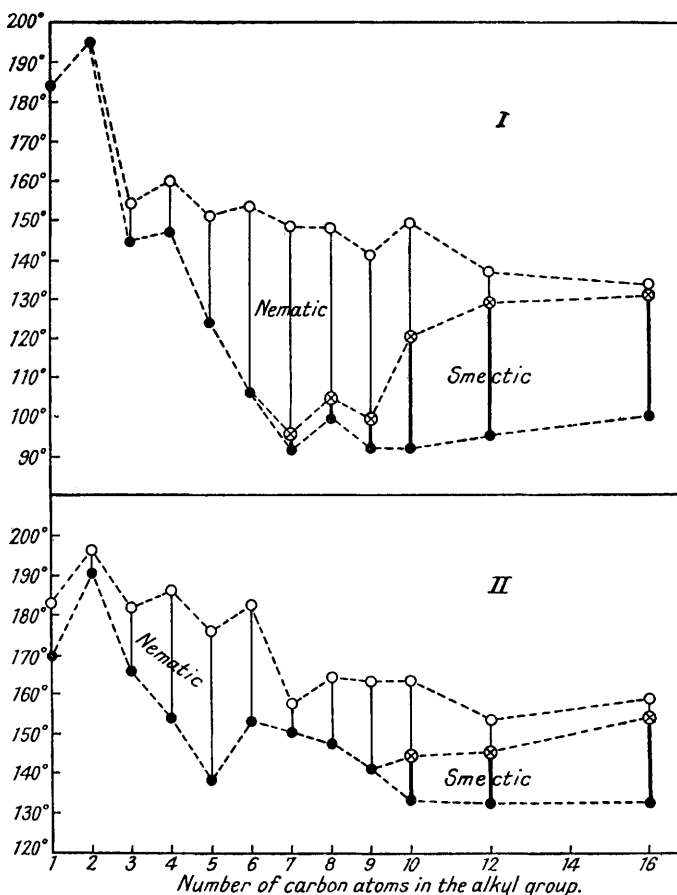 200°
190°
180°
170°
160°
150°
140°
130°
120°
110°
100°
90°
I
Nematic
Smectic
200°
190°
180°
170°
160°
150°
140°
130°
120°
II
Nematic
Smectic
1 2 3 4 5 6 7 8 9 10 12 14 16
Number of carbon atoms in the alkyl group.